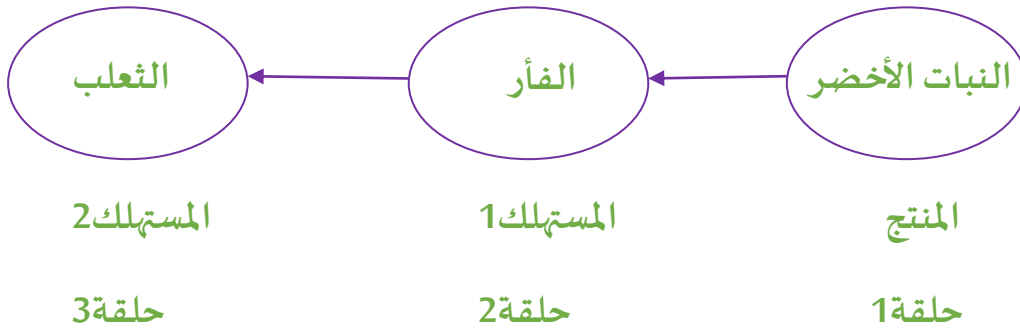 النبات الأخضر الفأر الثعلب
المنتج المستهلك1 المستهلك2
حلقة1 حلقة2 حلقة3